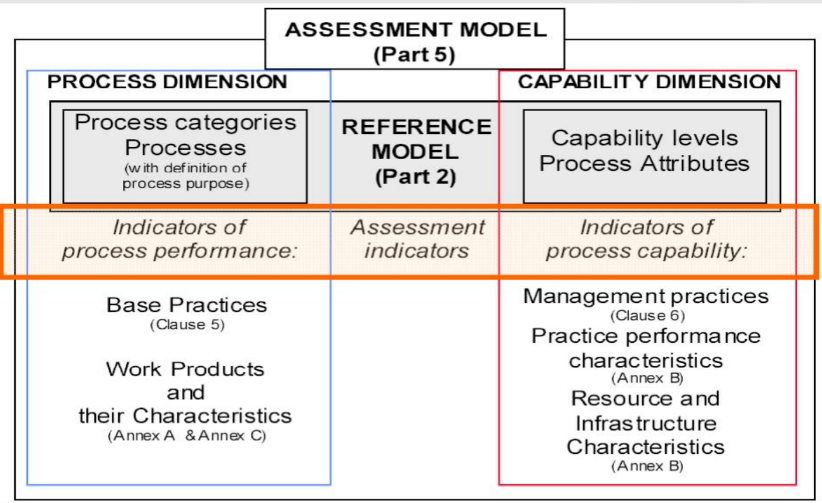 ASSESSMENT MODEL
(Part 5)
PROCESS DIMENSION
CAPABILITY DIMENSION
Process categories
Processes
(with definition of
process purpose)
REFERENCE
MODEL
(Part 2)
Capability levels
Process Attributes
Indicators of
process performance:
Assessment
indicators
Indicators of
process capability:
Base Practices
(Clause 5)
Work Products
and
their Characteristics
(Annex A & Annex C)
Management practices
(Clause 6)
Practice performance
characteristics
(Annex B)
Resource and
Infrastructure
Characteristics
(Annex B)